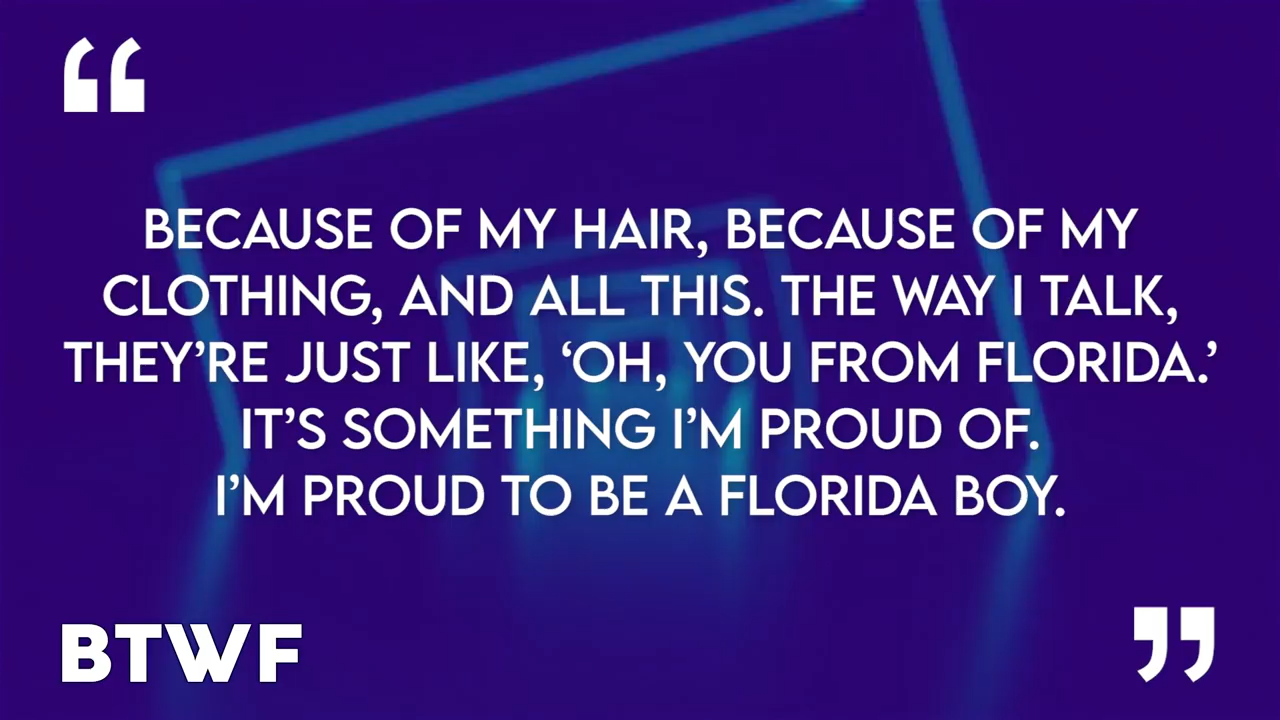 “
BECAUSE OF MY HAIR, BECAUSE OF MY
CLOTHING, AND ALL THIS. THE WAY I TALK,
THEY’RE JUST LIKE, ‘OH, YOU FROM FLORIDA.’
IT’S SOMETHING I’M PROUD OF.
I’M PROUD TO BE A FLORIDA BOY.
BTWF
”